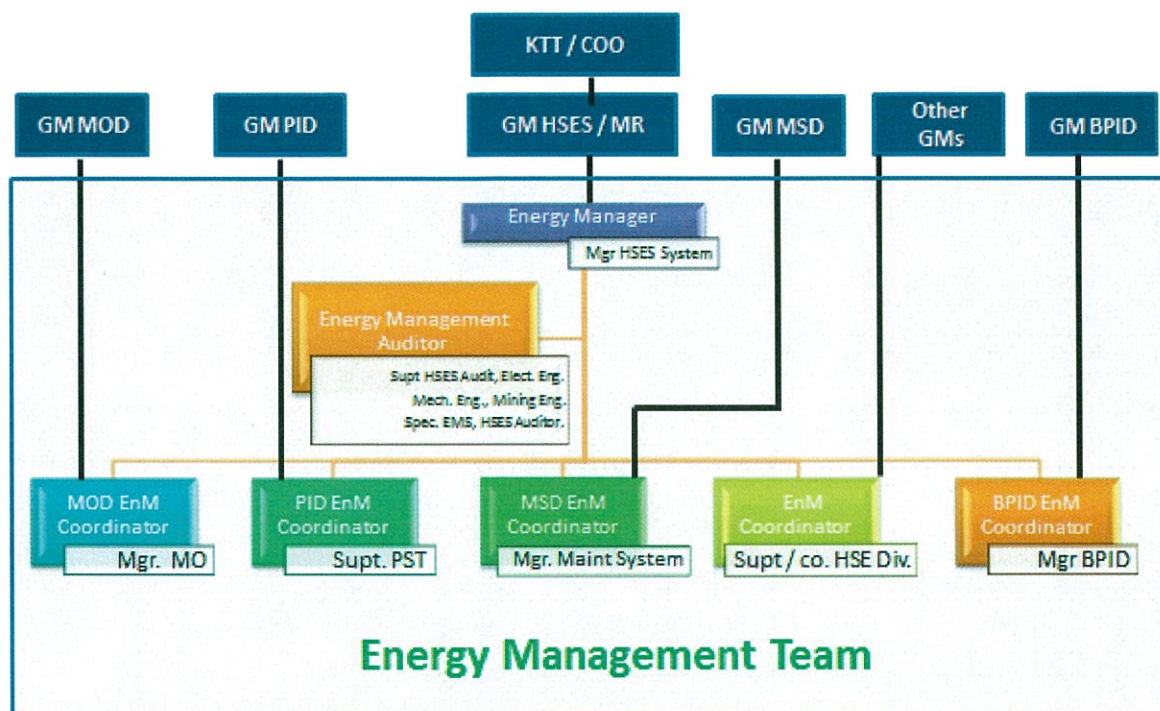 KTT / COO
GM MOD
GM PID
GM HSES / MR
GM MSD
Other
GMs
GM BPID
Energy Manager
Mgr HSES System
Energy Management
Auditor
Supt HSES Audit, Elect. Eng.
Mech. Eng., Mining Eng.
Spec. EMS, HSES Auditor.
MOD EnM
Coordinator
Mgr. MO
PID EnM
Coordinator
Supt. PST
MSD EnM
Coordinator
Mgr. Maint System
EnM
Coordinator
Supt / co. HSE Div.
BPID EnM
Coordinator
Mgr BPID
Energy Management Team